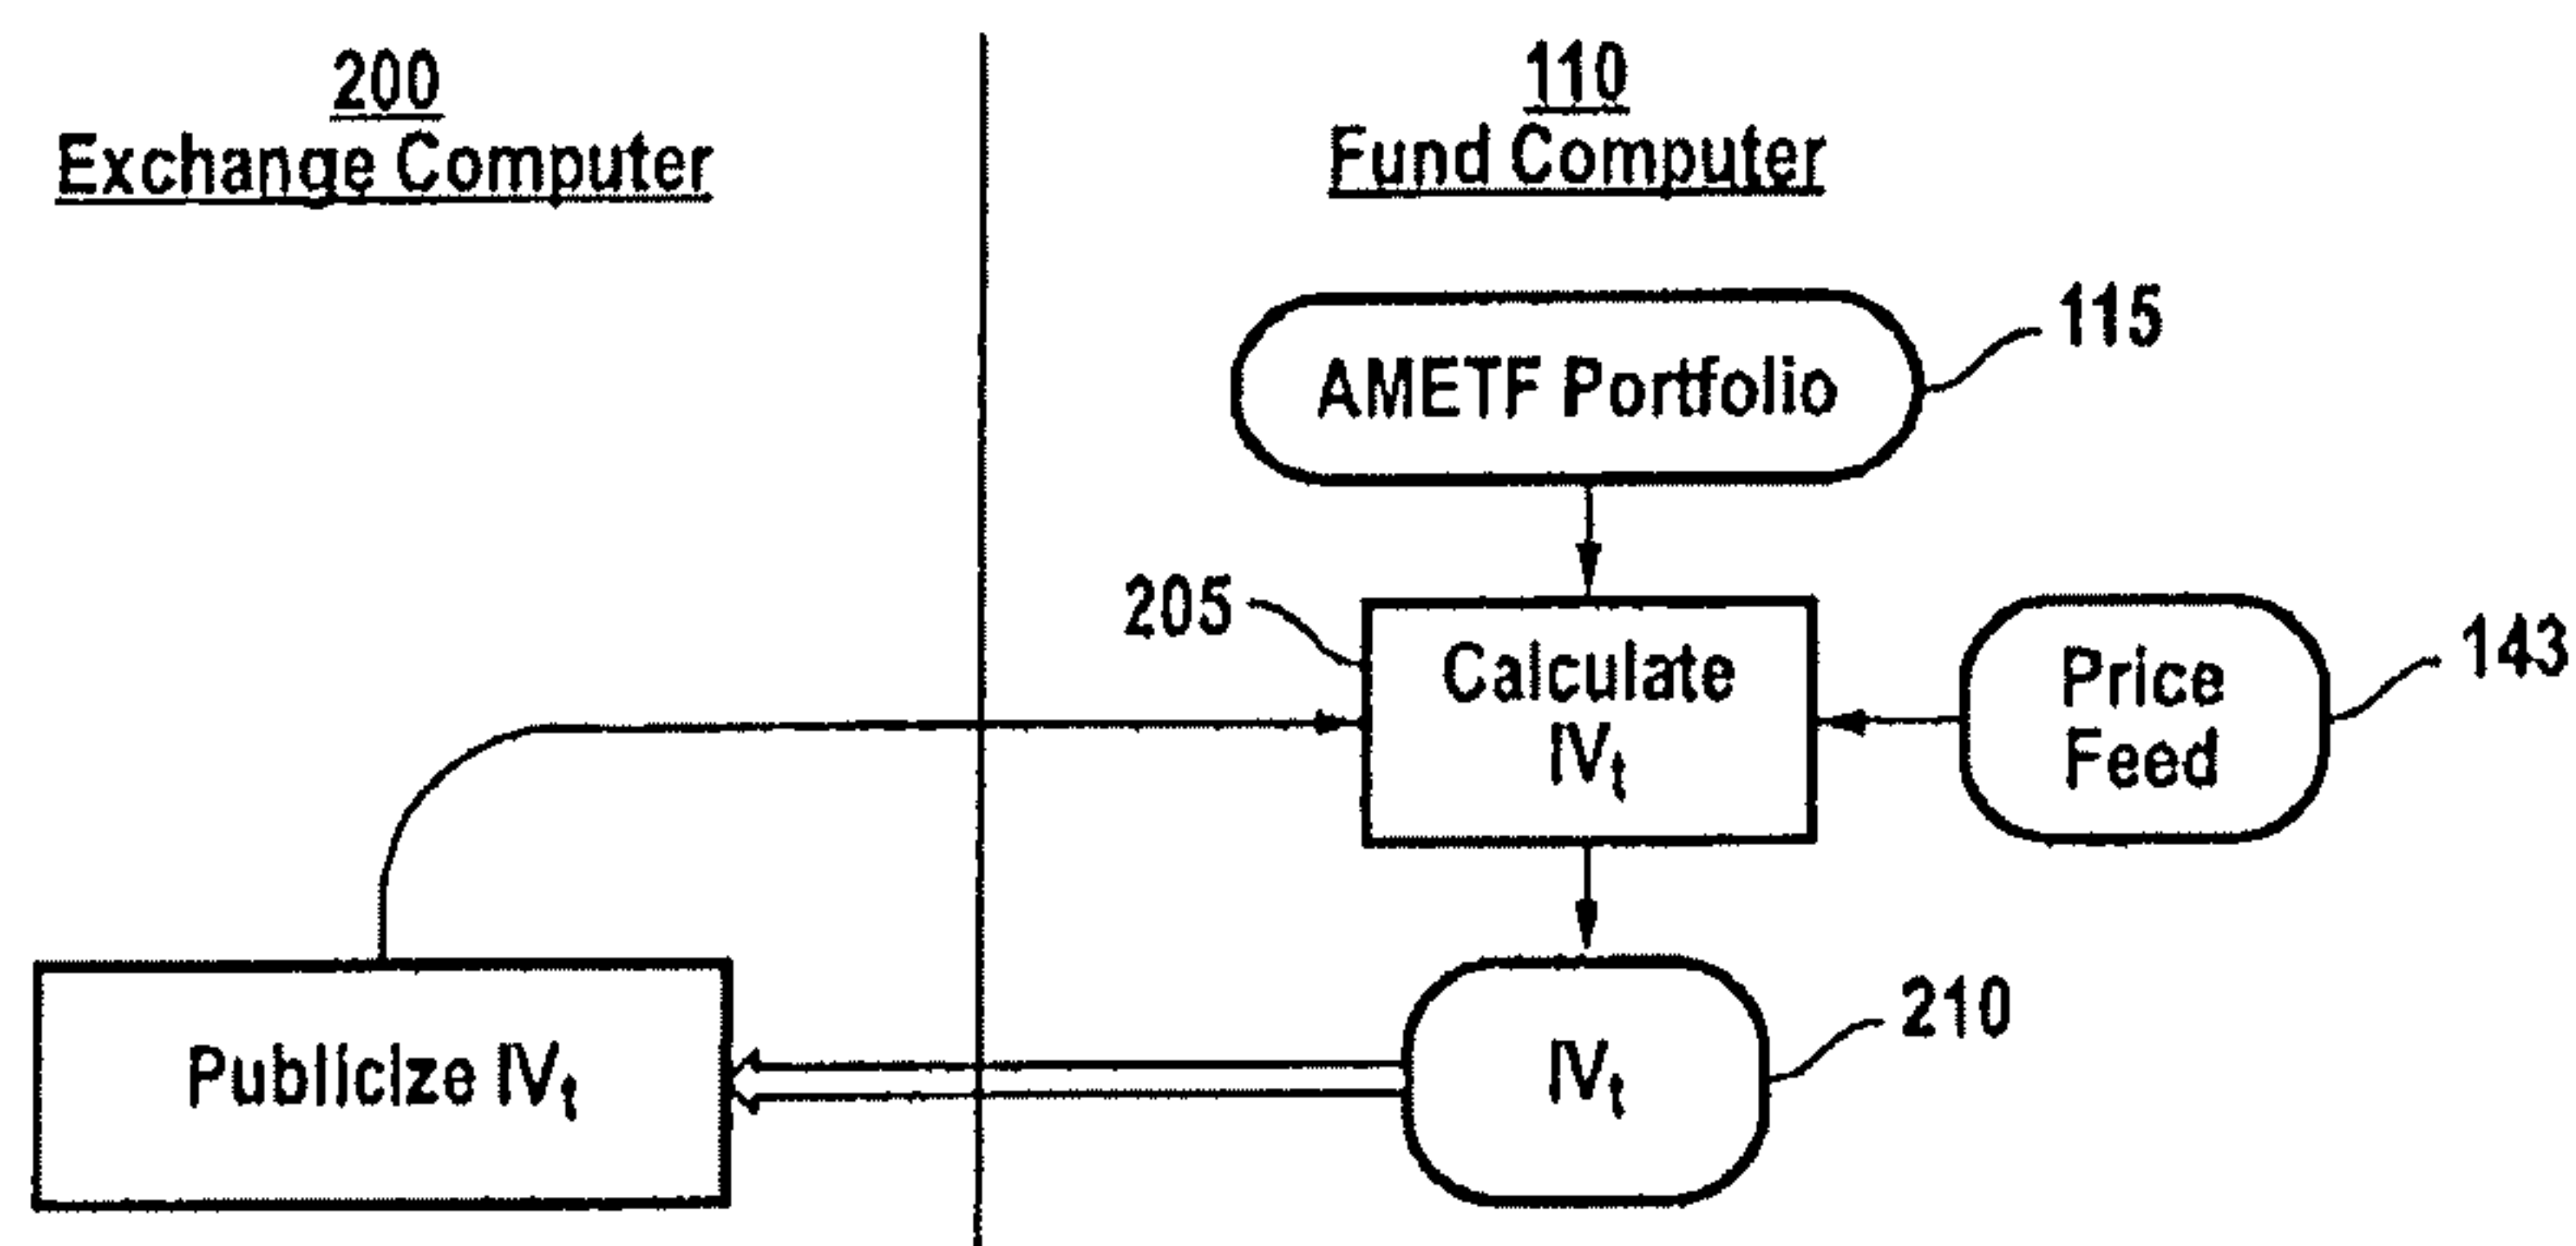 200
Exchange Computer
110
Fund Computer
AMETF Portfolio
115
205
Calculate
IVt
Price
Feed
143
Publicize IVt
IVt
210